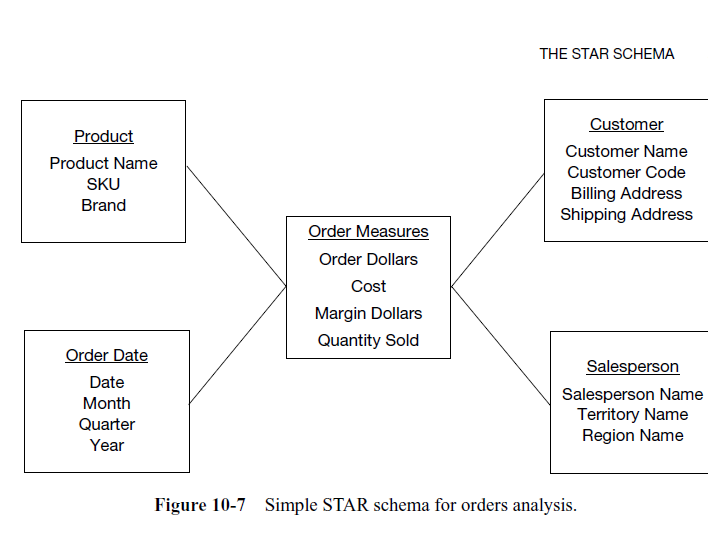 THE STAR SCHEMA
Product
Product Name
SKU
Brand
Customer
Customer Name
Customer Code
Billing Address
Shipping Address
Order Measures
Order Dollars
Cost
Margin Dollars
Quantity Sold
Order Date
Date
Month
Quarter
Year
Salesperson
Salesperson Name
Territory Name
Region Name
Figure 10-7 Simple STAR schema for orders analysis.